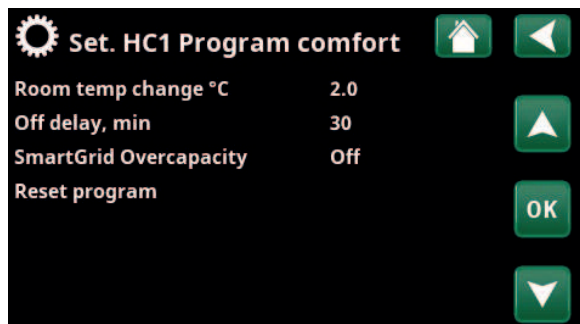 Set. HC1 Program comfort
Room temp change °C 2.0
Off delay, min 30
SmartGrid Overcapacity Off
Reset program
OK